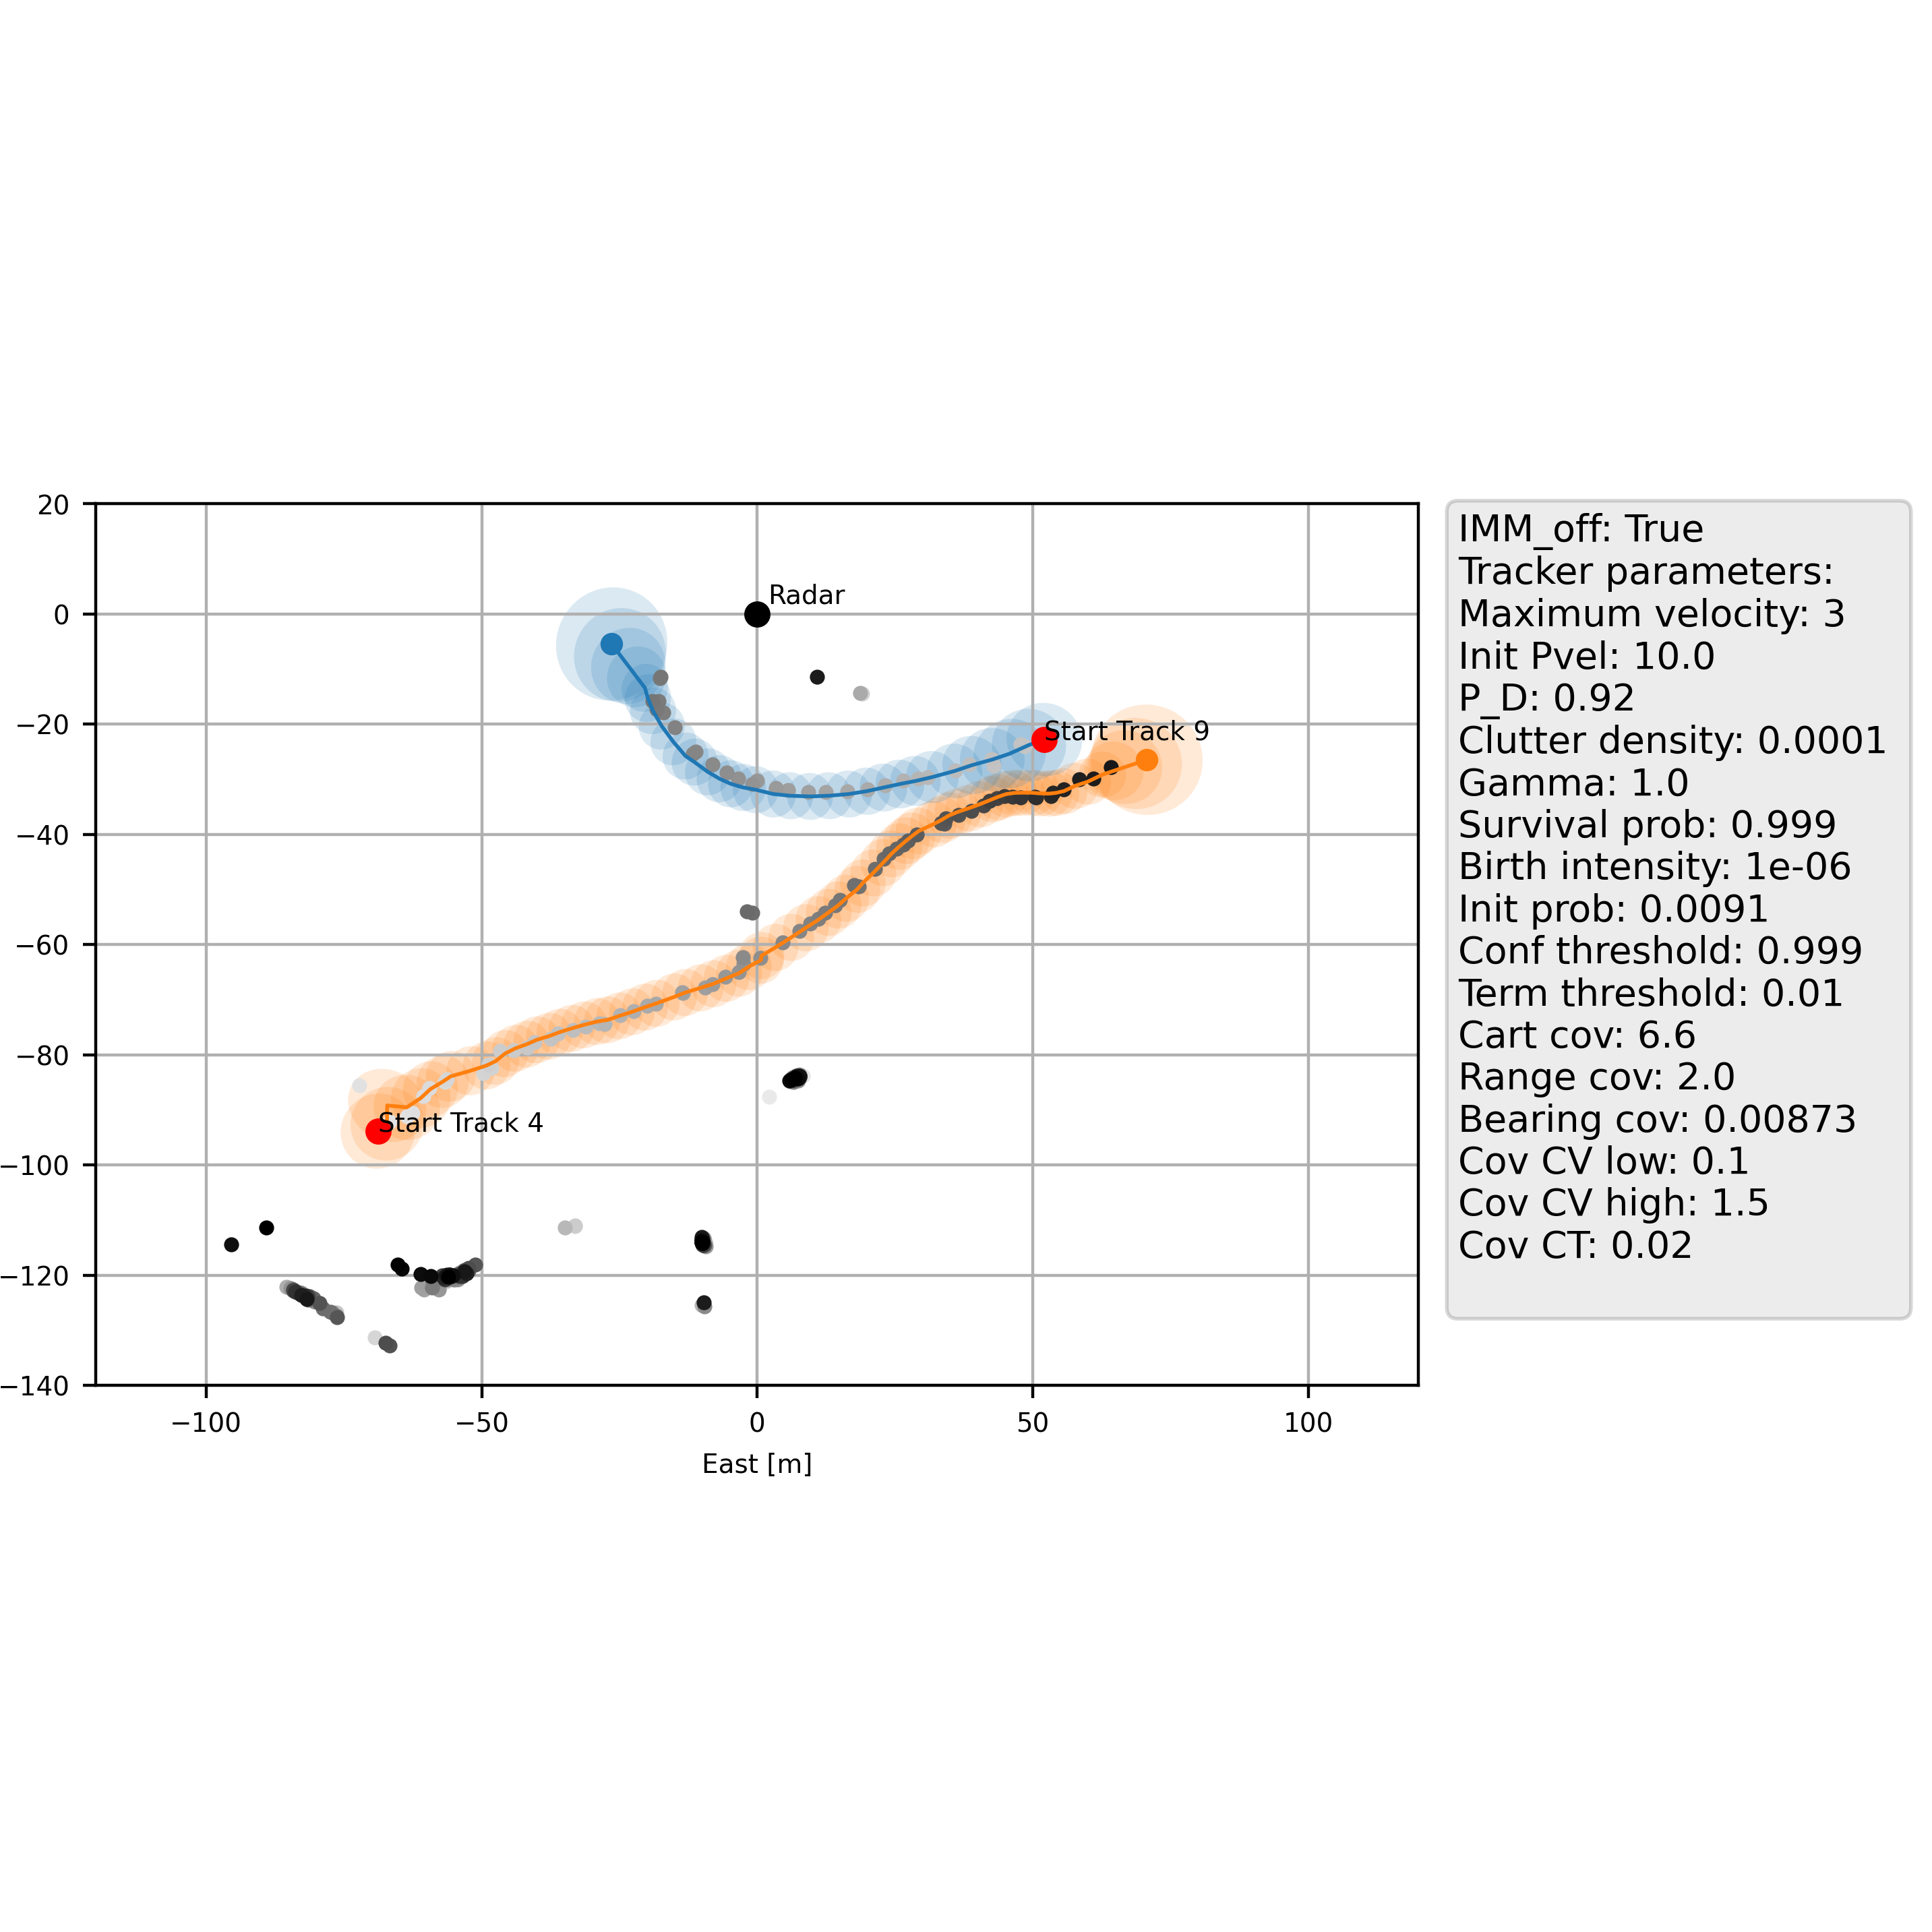 20
0
−20
−40
−60
−80
−100
−120
−140
−100
−50
0
50
100
East [m]
Radar
Start Track 9
Start Track 4
IMM_off: True
Tracker parameters:
Maximum velocity: 3
Init Pvel: 10.0
P_D: 0.92
Clutter density: 0.0001
Gamma: 1.0
Survival prob: 0.999
Birth intensity: 1e-06
Init prob: 0.0091
Conf threshold: 0.999
Term threshold: 0.01
Cart cov: 6.6
Range cov: 2.0
Bearing cov: 0.00873
Cov CV low: 0.1
Cov CV high: 1.5
Cov CT: 0.02